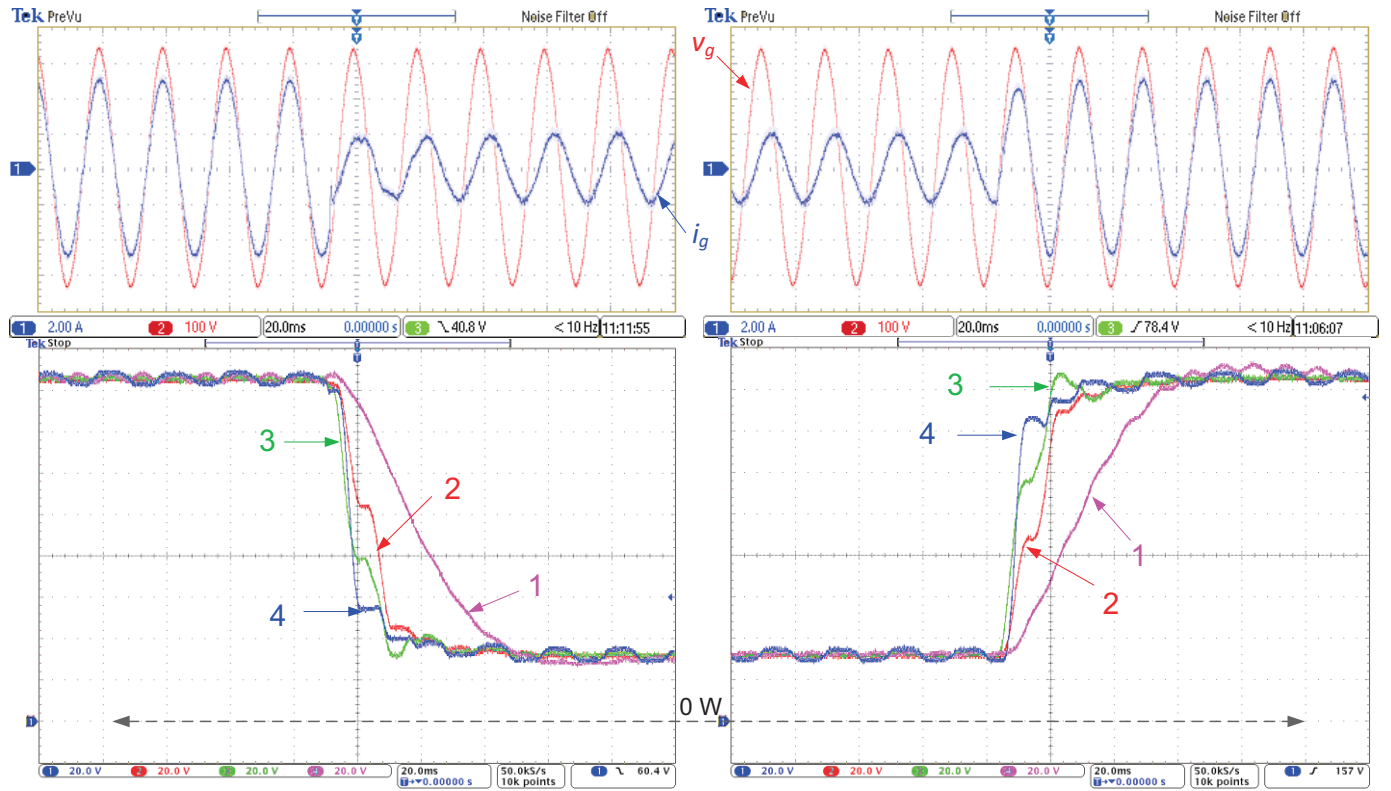 Tek PreVu Noise Filter Off
1
i_g
1 2.00 A 2 100 V 20.0ms 0.00000 s 3 40.8 V < 10 Hz 11:11:55
Tek PreVu Noise Filter Off
v_g
1
1 2.00 A 2 100 V 20.0ms 0.00000 s 3 78.4 V < 10 Hz 11:06:07
Tek Stop
3
2
1
4
0 W
1
1 20.0 V 2 20.0 V 3 20.0 V 4 20.0 V 20.0ms 50.0kS/s 1 60.4 V
T→▼0.00000 s 10k points
Tek Stop
3
4
1
2
1
1 20.0 V 2 20.0 V 3 20.0 V 4 20.0 V 20.0ms 50.0kS/s 1 157 V
T→▼0.00000 s 10k points